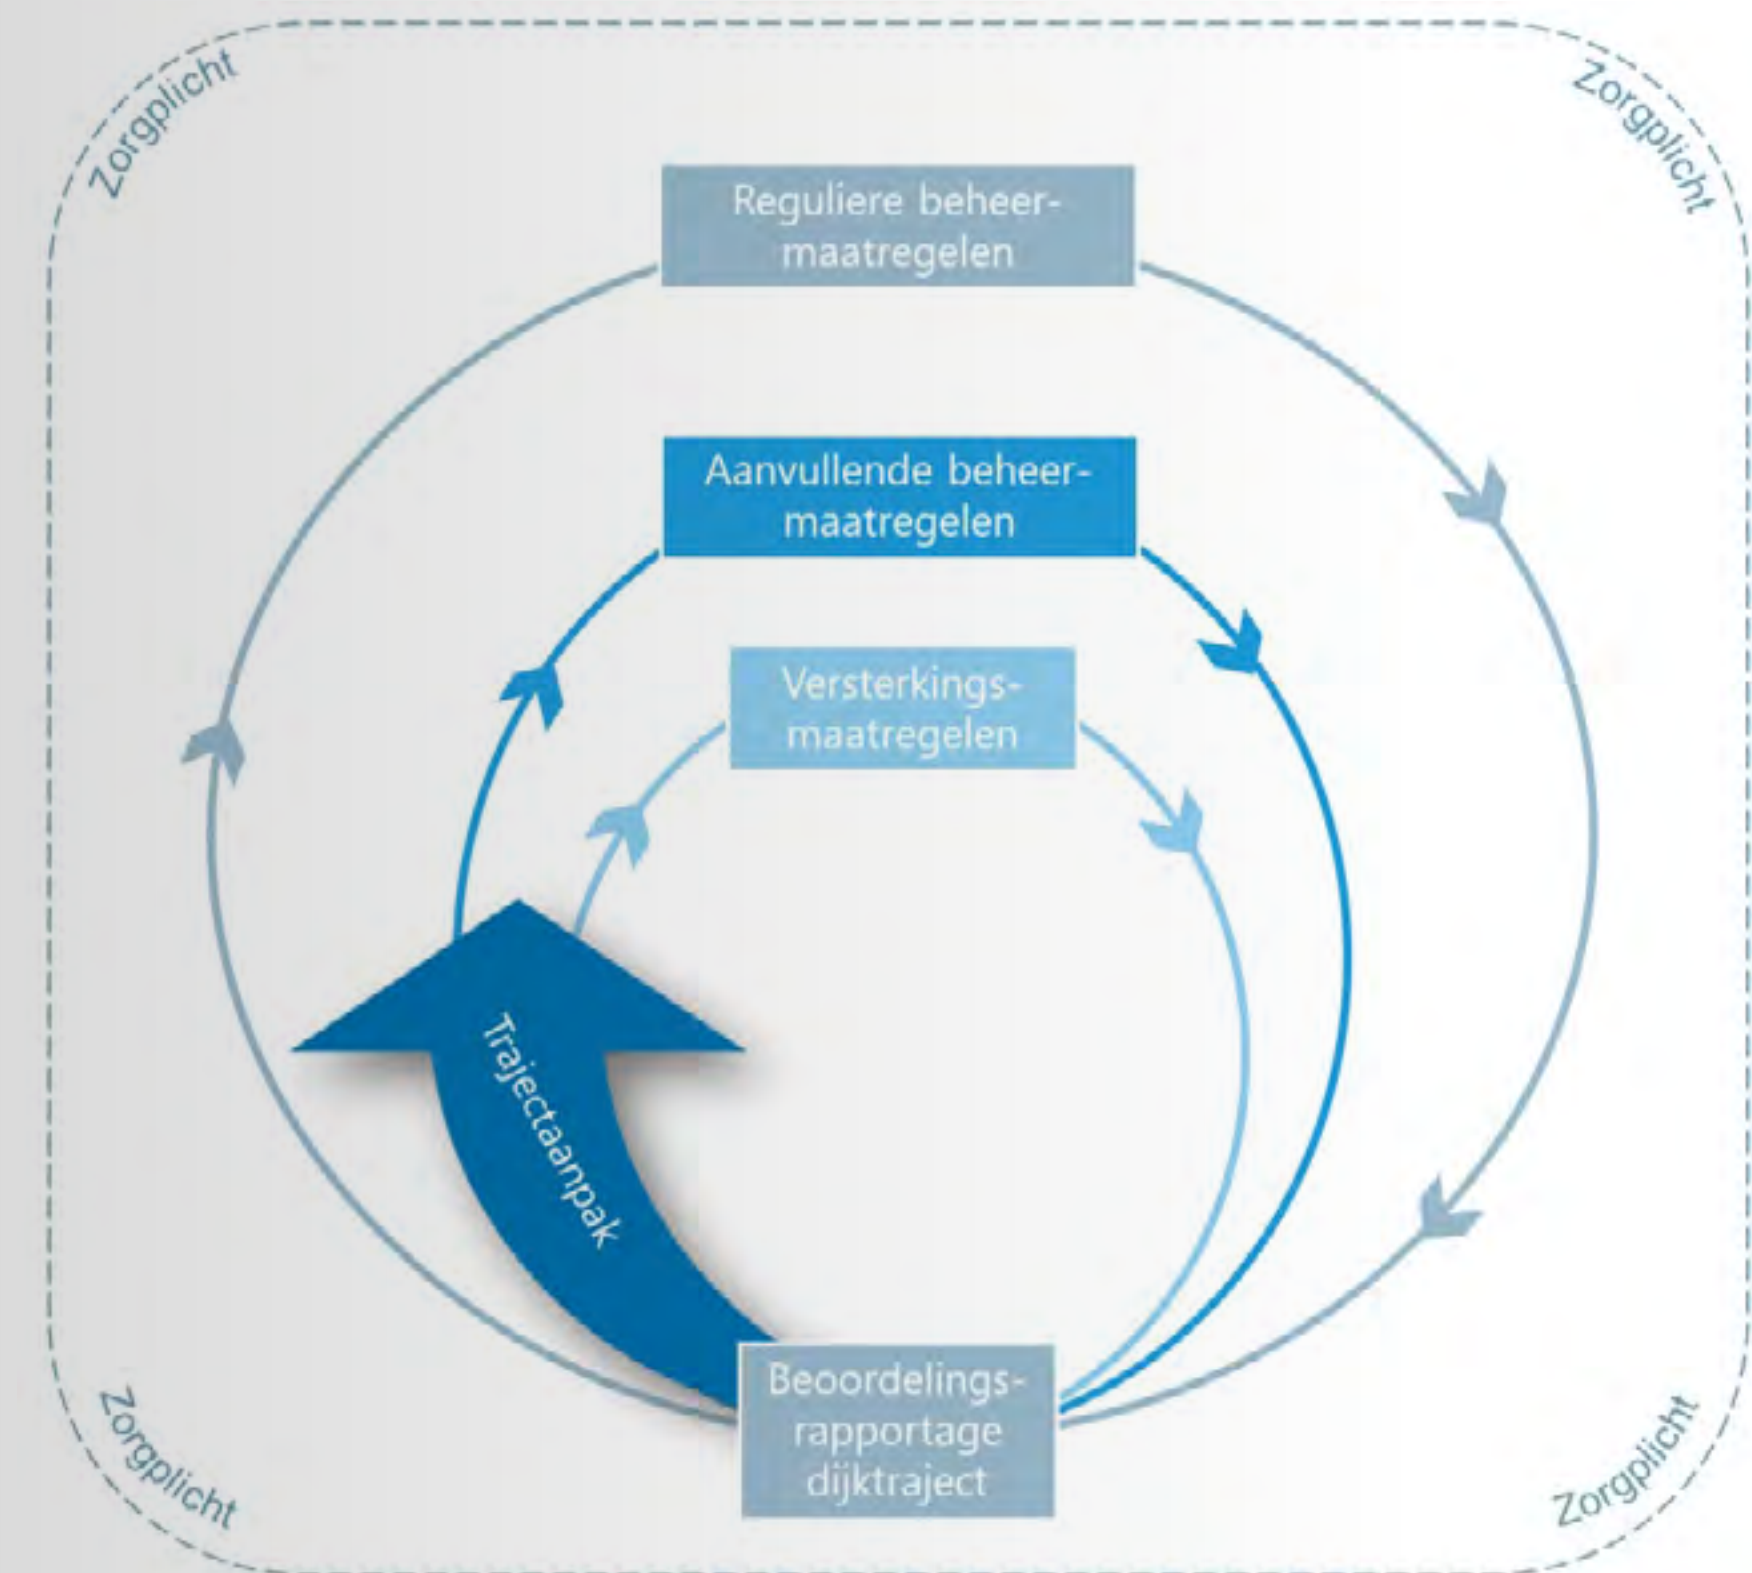 Zorgplicht
Zorgplicht
Reguliere beheer-
maatregelen
Aanvullende beheer-
maatregelen
Versterkings-
maatregelen
Trajectaanpak
Beoordelings-
rapportage
dijktraject
Zorgplicht
Zorgplicht